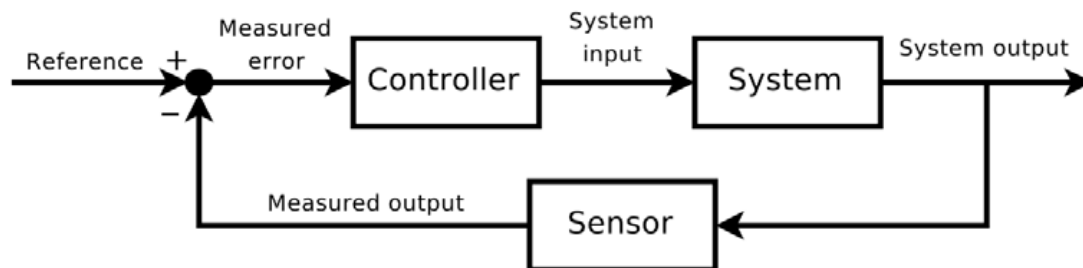 Reference
+
−
Measured
error
Controller
System
input
System
System output
Measured output
Sensor